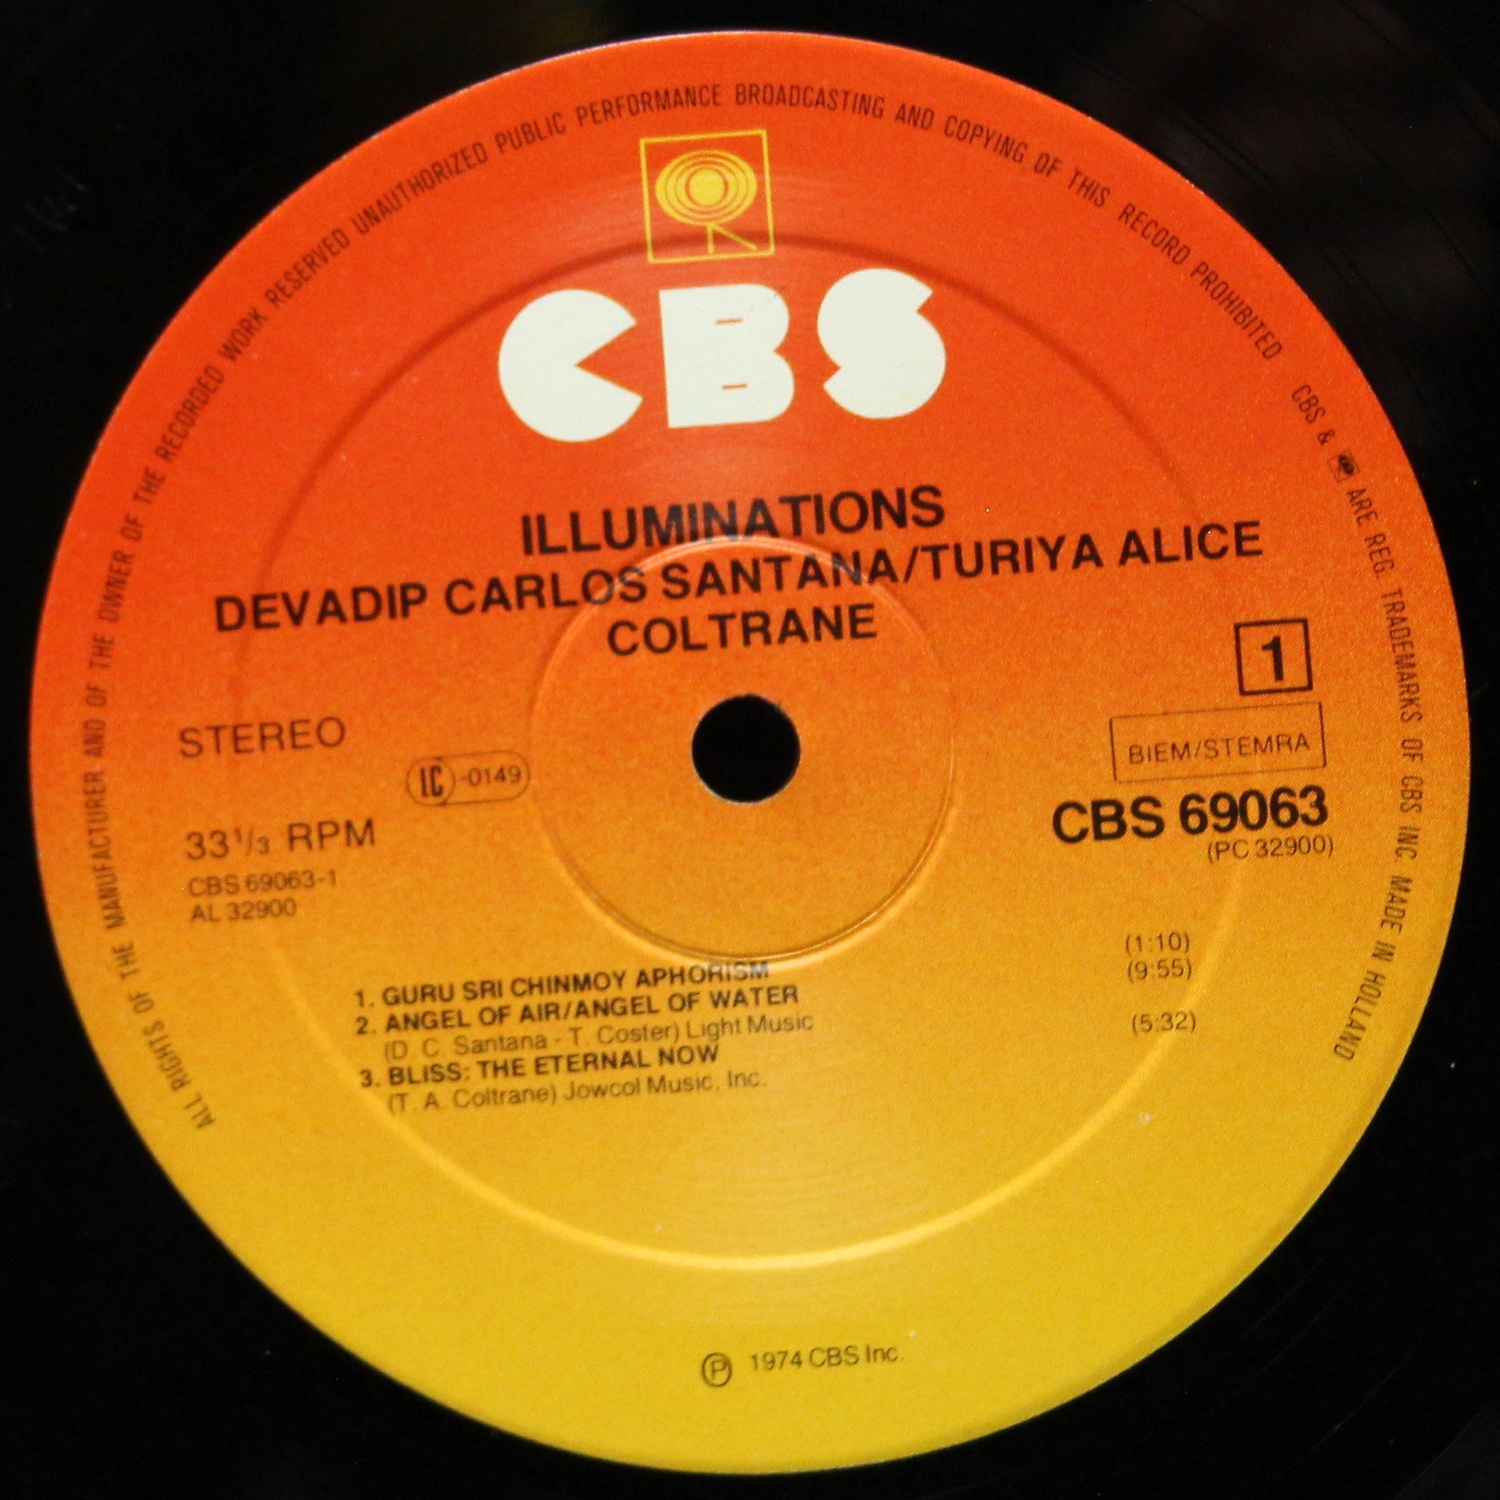 ALL RIGHTS OF THE MANUFACTURER AND OF THE OWNER OF THE RECORDED WORK RESERVED UNAUTHORIZED PUBLIC PERFORMANCE BROADCASTING AND COPYING OF THIS RECORD PROHIBITED CBS & ARE REG. TRADEMARKS OF CBS INC. MADE IN HOLLAND
CBS
ILLUMINATIONS
DEVADIP CARLOS SANTANA/TURIYA ALICE
COLTRANE
1
STEREO
BIEM/STEMRA
IC -0149
CBS 69063
33 1/3 RPM
(PC 32900)
CBS 69063-1
AL 32900
1. GURU SRI CHINMOY APHORISM (1:10)
2. ANGEL OF AIR/ANGEL OF WATER (9:55)
(D. C. Santana - T. Coster) Light Music
3. BLISS: THE ETERNAL NOW (5:32)
(T. A. Coltrane) Jowcol Music, Inc.
Ⓟ 1974 CBS Inc.